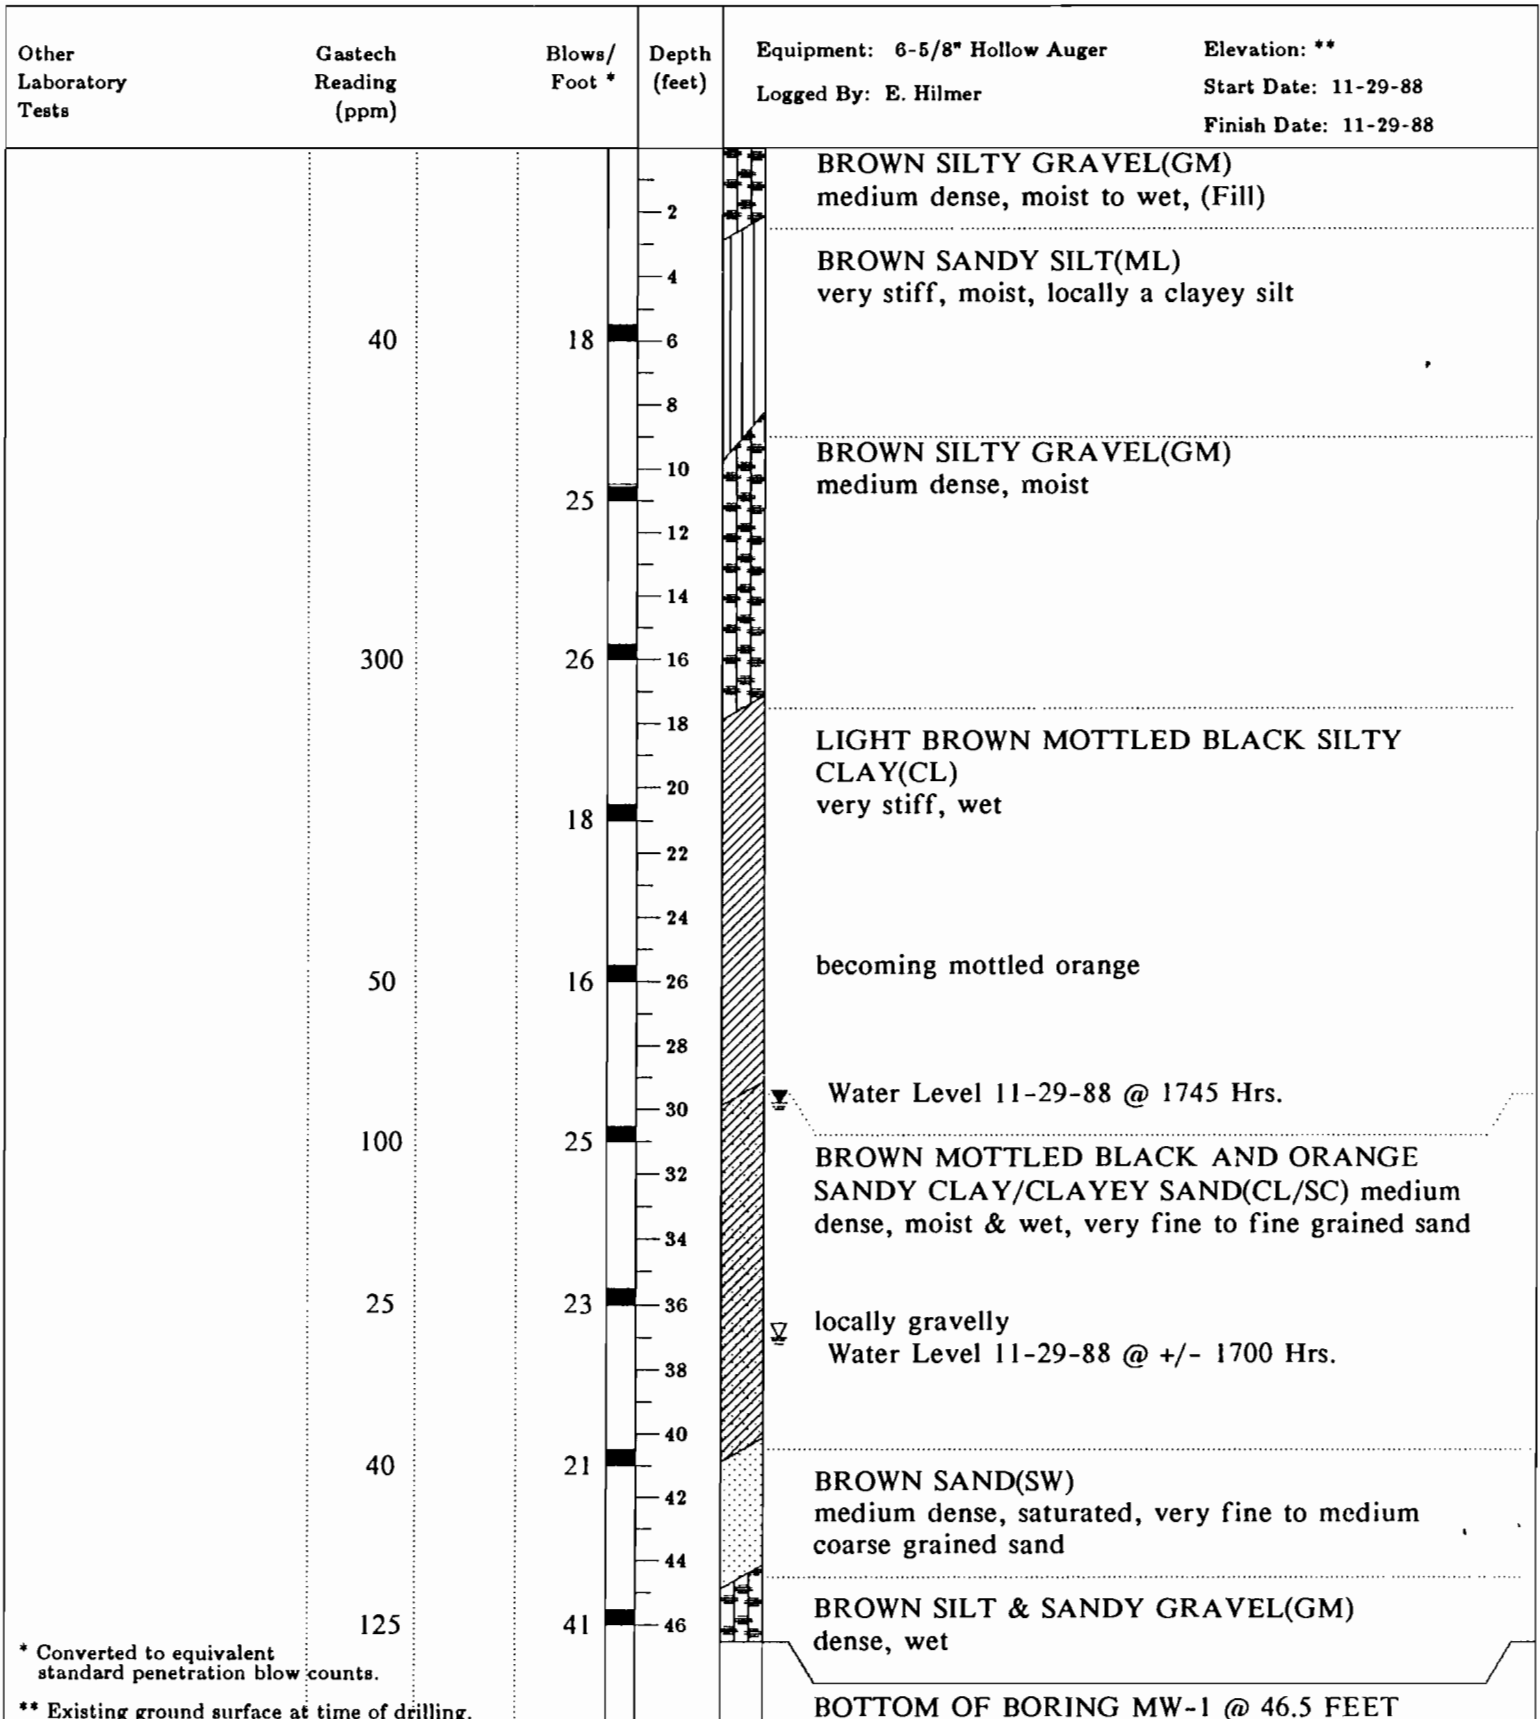 Other Laboratory Tests
Gastech Reading (ppm)
Blows/ Foot *
Depth (feet)
Equipment: 6-5/8" Hollow Auger
Elevation: **
Logged By: E. Hilmer
Start Date: 11-29-88
Finish Date: 11-29-88
BROWN SILTY GRAVEL(GM)
medium dense, moist to wet, (Fill)
2
BROWN SANDY SILT(ML)
4
very stiff, moist, locally a clayey silt
40 18 6
8
BROWN SILTY GRAVEL(GM)
10
medium dense, moist
25
12
14
300 26 16
18
LIGHT BROWN MOTTLED BLACK SILTY
CLAY(CL)
20
very stiff, wet
18
22
24
becoming mottled orange
50 16 26
28
Water Level 11-29-88 @ 1745 Hrs.
30
100 25
BROWN MOTTLED BLACK AND ORANGE
32
SANDY CLAY/CLAYEY SAND(CL/SC) medium
dense, moist & wet, very fine to fine grained sand
34
25 23 36
locally gravelly
Water Level 11-29-88 @ +/- 1700 Hrs.
38
40
40 21
BROWN SAND(SW)
42
medium dense, saturated, very fine to medium
coarse grained sand
44
BROWN SILT & SANDY GRAVEL(GM)
125 41 46
dense, wet
* Converted to equivalent
standard penetration blow counts.
** Existing ground surface at time of drilling.
BOTTOM OF BORING MW-1 @ 46.5 FEET